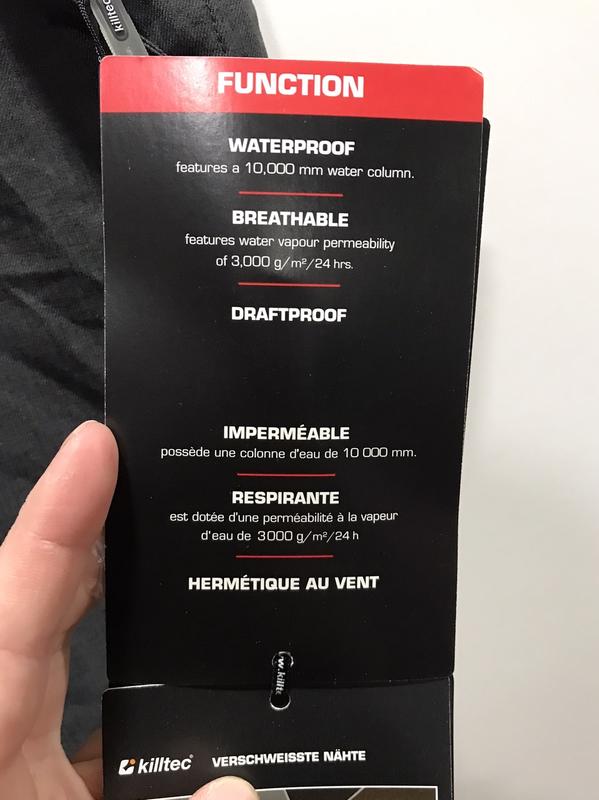 killtec
FUNCTION
WATERPROOF
features a 10,000 mm water column.
BREATHABLE
features water vapour permeability
of 3,000 g/m²/24 hrs.
DRAFTPROOF
IMPERMÉABLE
possède une colonne d'eau de 10 000 mm.
RESPIRANTE
est dotée d'une perméabilité à la vapeur
d'eau de 3000 g/m²/24 h
HERMÉTIQUE AU VENT
killtec® VERSCHWEISSTE NÄHTE